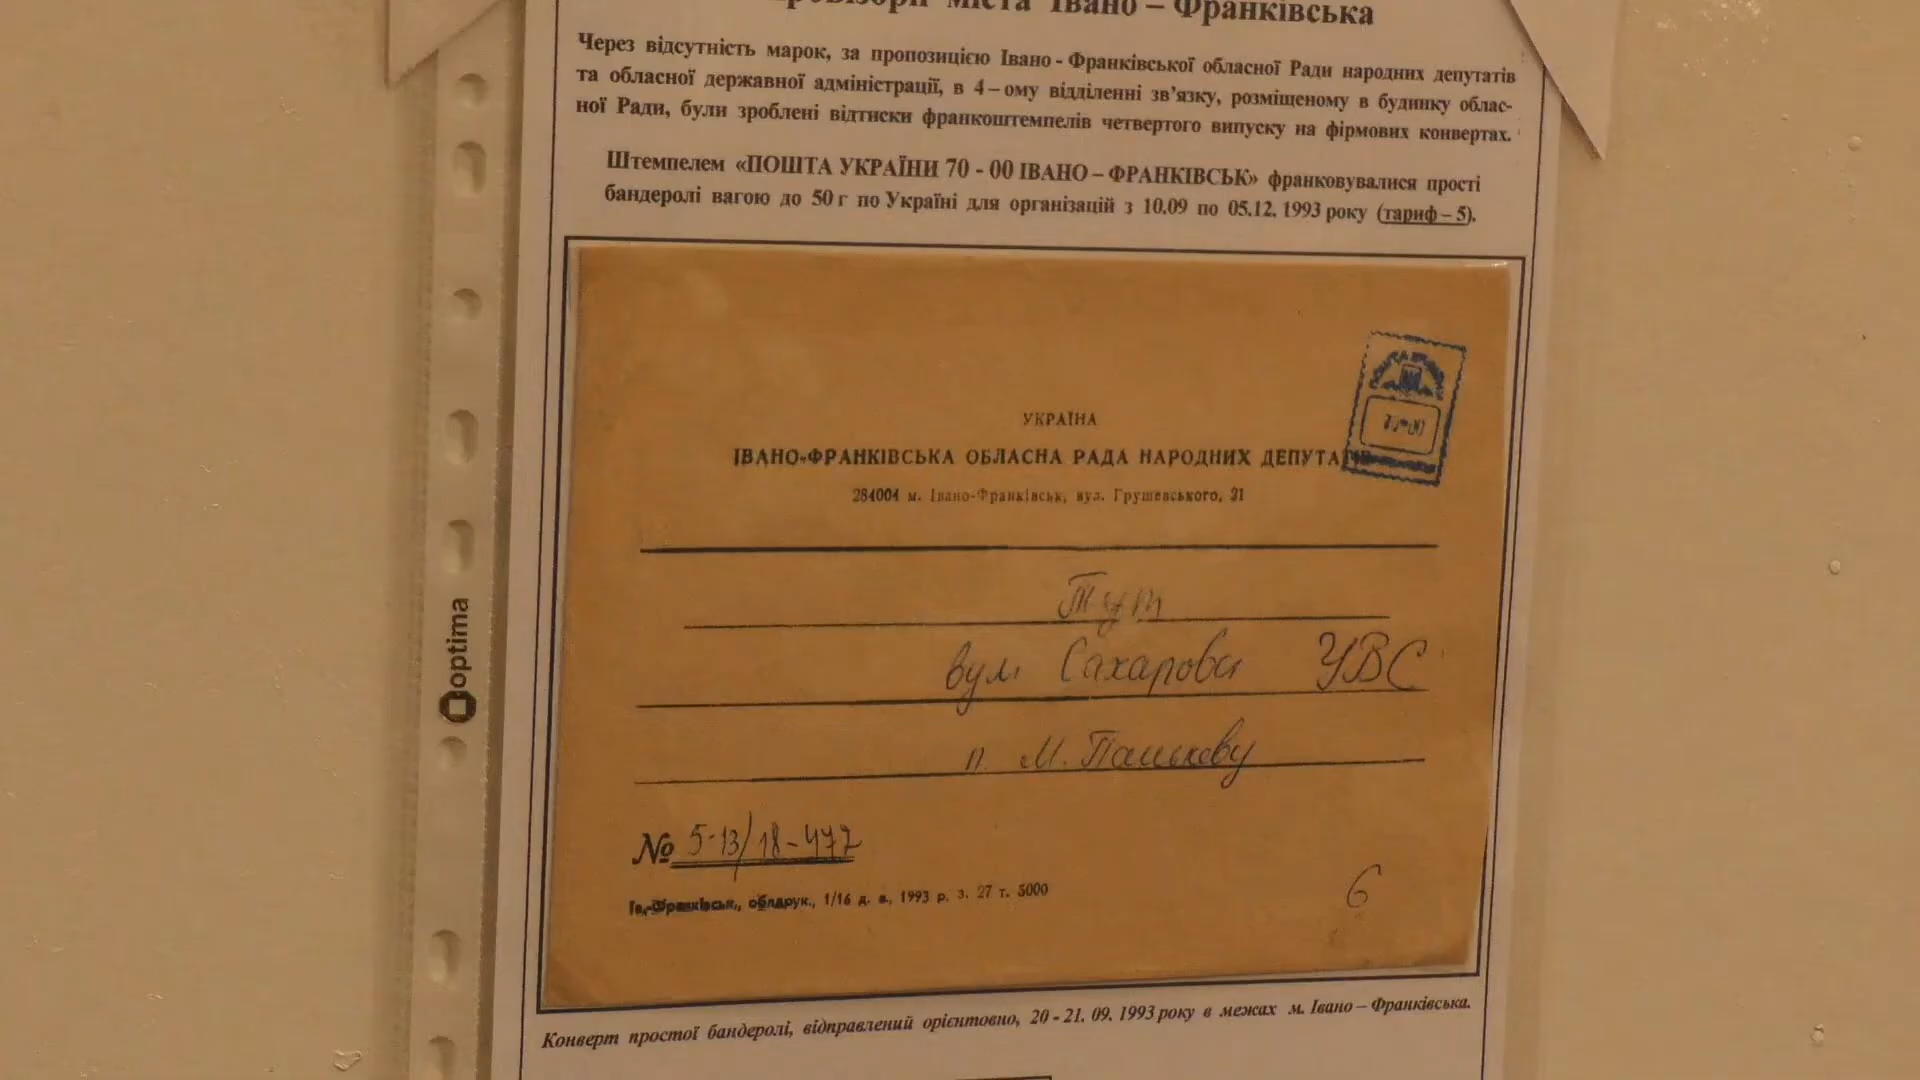 Провізорії міста Івано – Франківська
Через відсутність марок, за пропозицією Івано - Франківської обласної Ради народних депутатів
та обласної державної адміністрації, в 4 – ому відділенні зв’язку, розміщеному в будинку облас-
ної Ради, були зроблені відтиски франкоштемпелів четвертого випуску на фірмових конвертах.
Штемпелем «ПОШТА УКРАЇНИ 70 - 00 ІВАНО – ФРАНКІВСЬК» франковувалися прості
бандеролі вагою до 50 г по Україні для організацій з 10.09 по 05.12. 1993 року (тариф – 5).
УКРАЇНА
ІВАНО-ФРАНКІВСЬКА ОБЛАСНА РАДА НАРОДНИХ
284004 м. Івано-Франківськ, вул. Грушевського, 21
Тут
вул Сахарова УВС
п. М.
№ 5-13/18-477
Ів.-Франківськ, облдрук., 1/16 д. а., 1993 р. З. 27 т. 5000
6
Конверт простої бандеролі, відправлений орієнтовно, 20 - 21. 09. 1993 року в межах м. Івано – Франківська.
optima